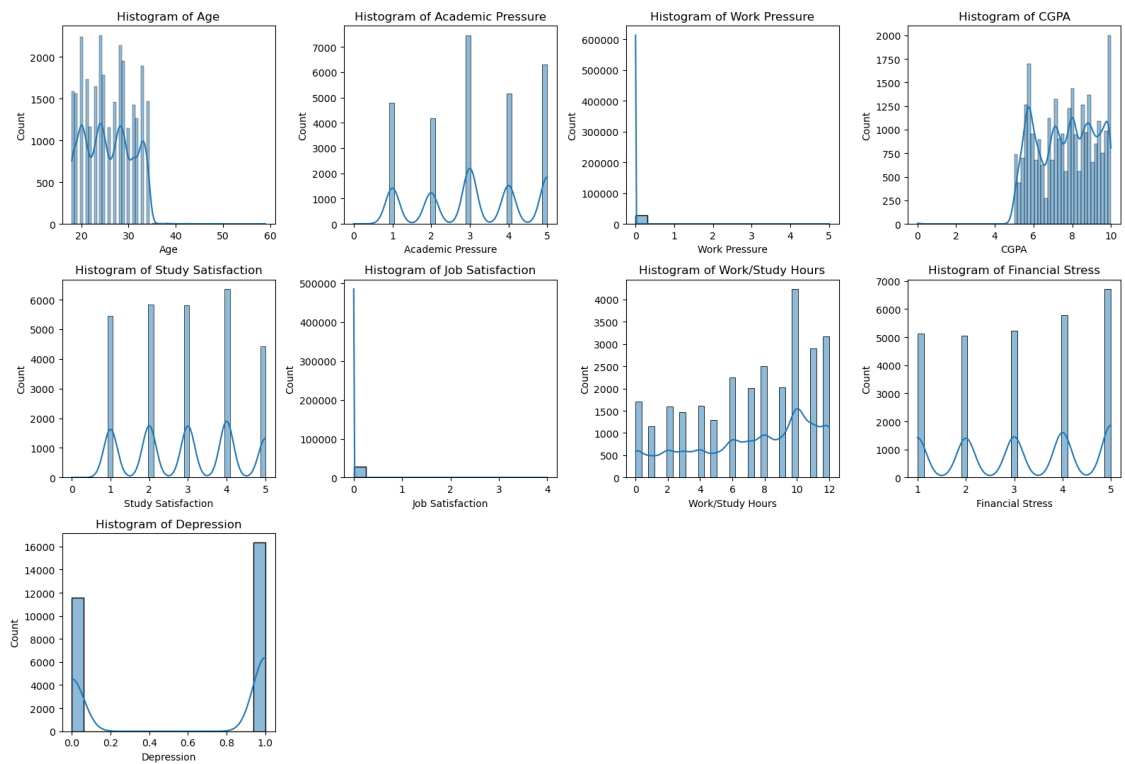 Histogram of Age
2000
1500
1000
500
0
Count
20 30 40 50 60
Age
Histogram of Academic Pressure
7000
6000
5000
4000
3000
2000
1000
0
Count
0 1 2 3 4 5
Academic Pressure
Histogram of Work Pressure
600000
500000
400000
300000
200000
100000
0
Count
0 1 2 3 4 5
Work Pressure
Histogram of CGPA
2000
1750
1500
1250
1000
750
500
250
0
Count
0 2 4 6 8 10
CGPA
Histogram of Study Satisfaction
6000
5000
4000
3000
2000
1000
0
Count
0 1 2 3 4 5
Study Satisfaction
Histogram of Job Satisfaction
500000
400000
300000
200000
100000
0
Count
0 1 2 3 4
Job Satisfaction
Histogram of Work/Study Hours
4000
3500
3000
2500
2000
1500
1000
500
0
Count
0 2 4 6 8 10 12
Work/Study Hours
Histogram of Financial Stress
7000
6000
5000
4000
3000
2000
1000
0
Count
1 2 3 4 5
Financial Stress
Histogram of Depression
16000
14000
12000
10000
8000
6000
4000
2000
0
Count
0.0 0.2 0.4 0.6 0.8 1.0
Depression